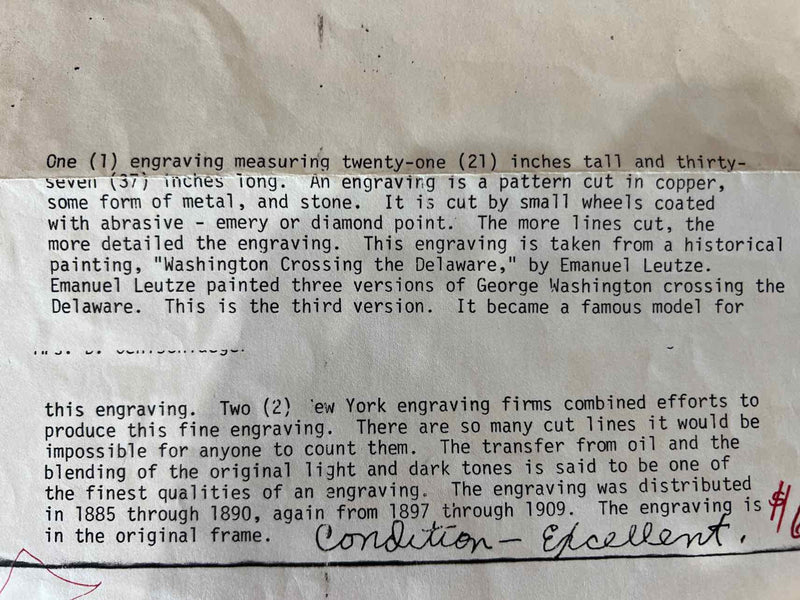 One (1) engraving measuring twenty-one (21) inches tall and thirty-
seven (37) inches long.  An engraving is a pattern cut in copper,
some form of metal, and stone.  It is cut by small wheels coated
with abrasive - emery or diamond point.  The more lines cut, the
more detailed the engraving.  This engraving is taken from a historical
painting, "Washington Crossing the Delaware," by Emanuel Leutze.
Emanuel Leutze painted three versions of George Washington crossing the
Delaware.  This is the third version.  It became a famous model for
this engraving.  Two (2) ew York engraving firms combined efforts to
produce this fine engraving.  There are so many cut lines it would be
impossible for anyone to count them.  The transfer from oil and the
blending of the original light and dark tones is said to be one of
the finest qualities of an engraving.  The engraving was distributed
in 1885 through 1890, again from 1897 through 1909.  The engraving is
in the original frame. Condition - Excellent.